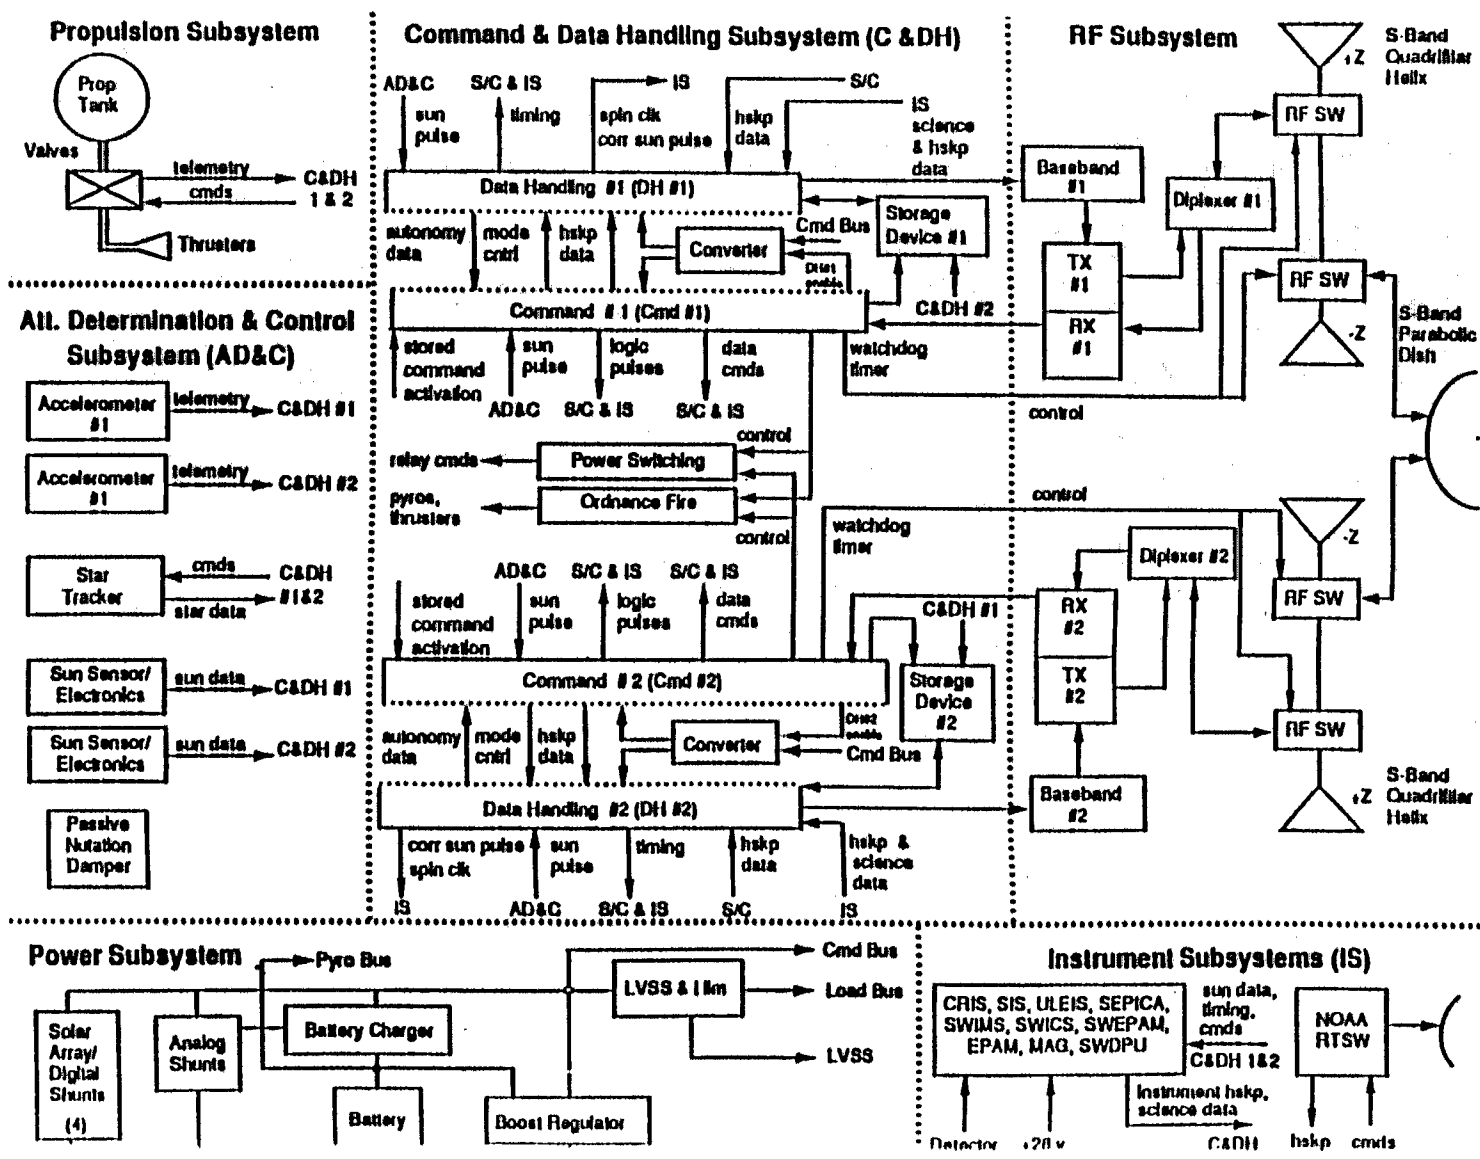 Propulsion Subsystem
Prop
Tank
Valves
telemetry
cmds
C&DH
1 & 2
Thrusters
Att. Determination & Control
Subsystem (AD&C)
Accelerometer
#1
telemetry
C&DH #1
Accelerometer
#1
telemetry
C&DH #2
Star
Tracker
cmds
star data
C&DH
#1&2
Sun Sensor/
Electronics
sun data
C&DH #1
Sun Sensor/
Electronics
sun data
C&DH #2
Passive
Nutation
Damper
Command & Data Handling Subsystem (C &DH)
AD&C
S/C & IS
IS
S/C
IS
sun
pulse
timing
spin clk
corr sun pulse
hskp
data
science
& hskp
data
Data Handling #1 (DH #1)
autonomy
data
mode
cntrl
hskp
data
Converter
Cmd Bus
DH#1
enable
Storage
Device #1
C&DH #2
Command #1 (Cmd #1)
stored
command
activation
sun
pulse
logic
pulses
data
cmds
watchdog
timer
AD&C
S/C & IS
S/C & IS
control
relay cmds
Power Switching
pyros,
thrusters
Ordnance Fire
control
watchdog
timer
AD&C
S/C & IS
S/C & IS
stored
command
activation
sun
pulse
logic
pulses
data
cmds
C&DH #1
Command #2 (Cmd #2)
Storage
Device
#2
autonomy
data
mode
cntrl
hskp
data
Converter
DH#2
enable
Cmd Bus
Data Handling #2 (DH #2)
corr sun pulse
spin clk
sun
pulse
timing
hskp
data
hskp &
science
data
IS
AD&C
S/C & IS
S/C
IS
RF Subsystem
+Z
S-Band
Quadrifilar
Helix
RF SW
Baseband
#1
Diplexer #1
TX
#1
RX
#1
RF SW
-Z
S-Band
Parabolic
Dish
control
control
-Z
Diplexer #2
RX
#2
TX
#2
RF SW
RF SW
Baseband
#2
+Z
S-Band
Quadrifilar
Helix
Power Subsystem
Pyro Bus
Cmd Bus
LVSS & Lim
Load Bus
LVSS
Solar
Array/
Digital
Shunts
(4)
Analog
Shunts
Battery Charger
Battery
Boost Regulator
Instrument Subsystems (IS)
CRIS, SIS, ULEIS, SEPICA,
SWIMS, SWICS, SWEPAM,
EPAM, MAG, SWDPU
sun data,
timing,
cmds
C&DH 1&2
NOAA
RTSW
Instrument hskp,
science data
Detector
+28 v
C&DH
hskp
cmds